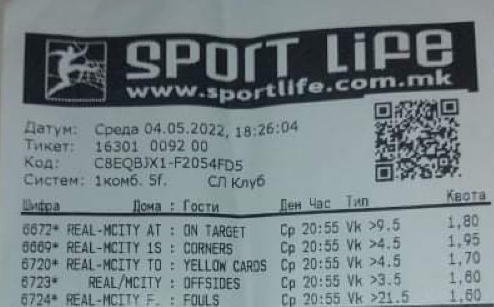 SPORT LiFe
www.sportlife.com.mk
Датум: Среда 04.05.2022, 18:26:04
Тикет: 16301 0092 00
Код: C8EQBJX1-F2054FD5
Систем: 1комб. 5f. СЛ Клуб
Шифра Дома : Гости Ден Час Тип Квота
6672* REAL-MCITY AT : ON TARGET Ср 20:55 Vk >9.5 1,80
6669* REAL-MCITY 1S : CORNERS Ср 20:55 Vk >4.5 1,95
6720* REAL-MCITY TO : YELLOW CARDS Ср 20:55 Vk >4.5 1,70
6723* REAL/MCITY : OFFSIDES Ср 20:55 Vk >3.5 1,60
6724* REAL-MCITY F. : FOULS Ср 20:55 Vk >21.5 1,60